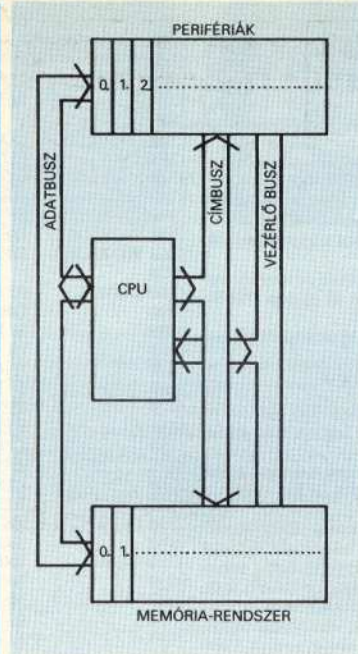 PERIFÉRIÁK
0. 1. 2.
ADATBUSZ
CÍMBUSZ
VEZÉRLŐ BUSZ
CPU
0. 1.
MEMÓRIA-RENDSZER